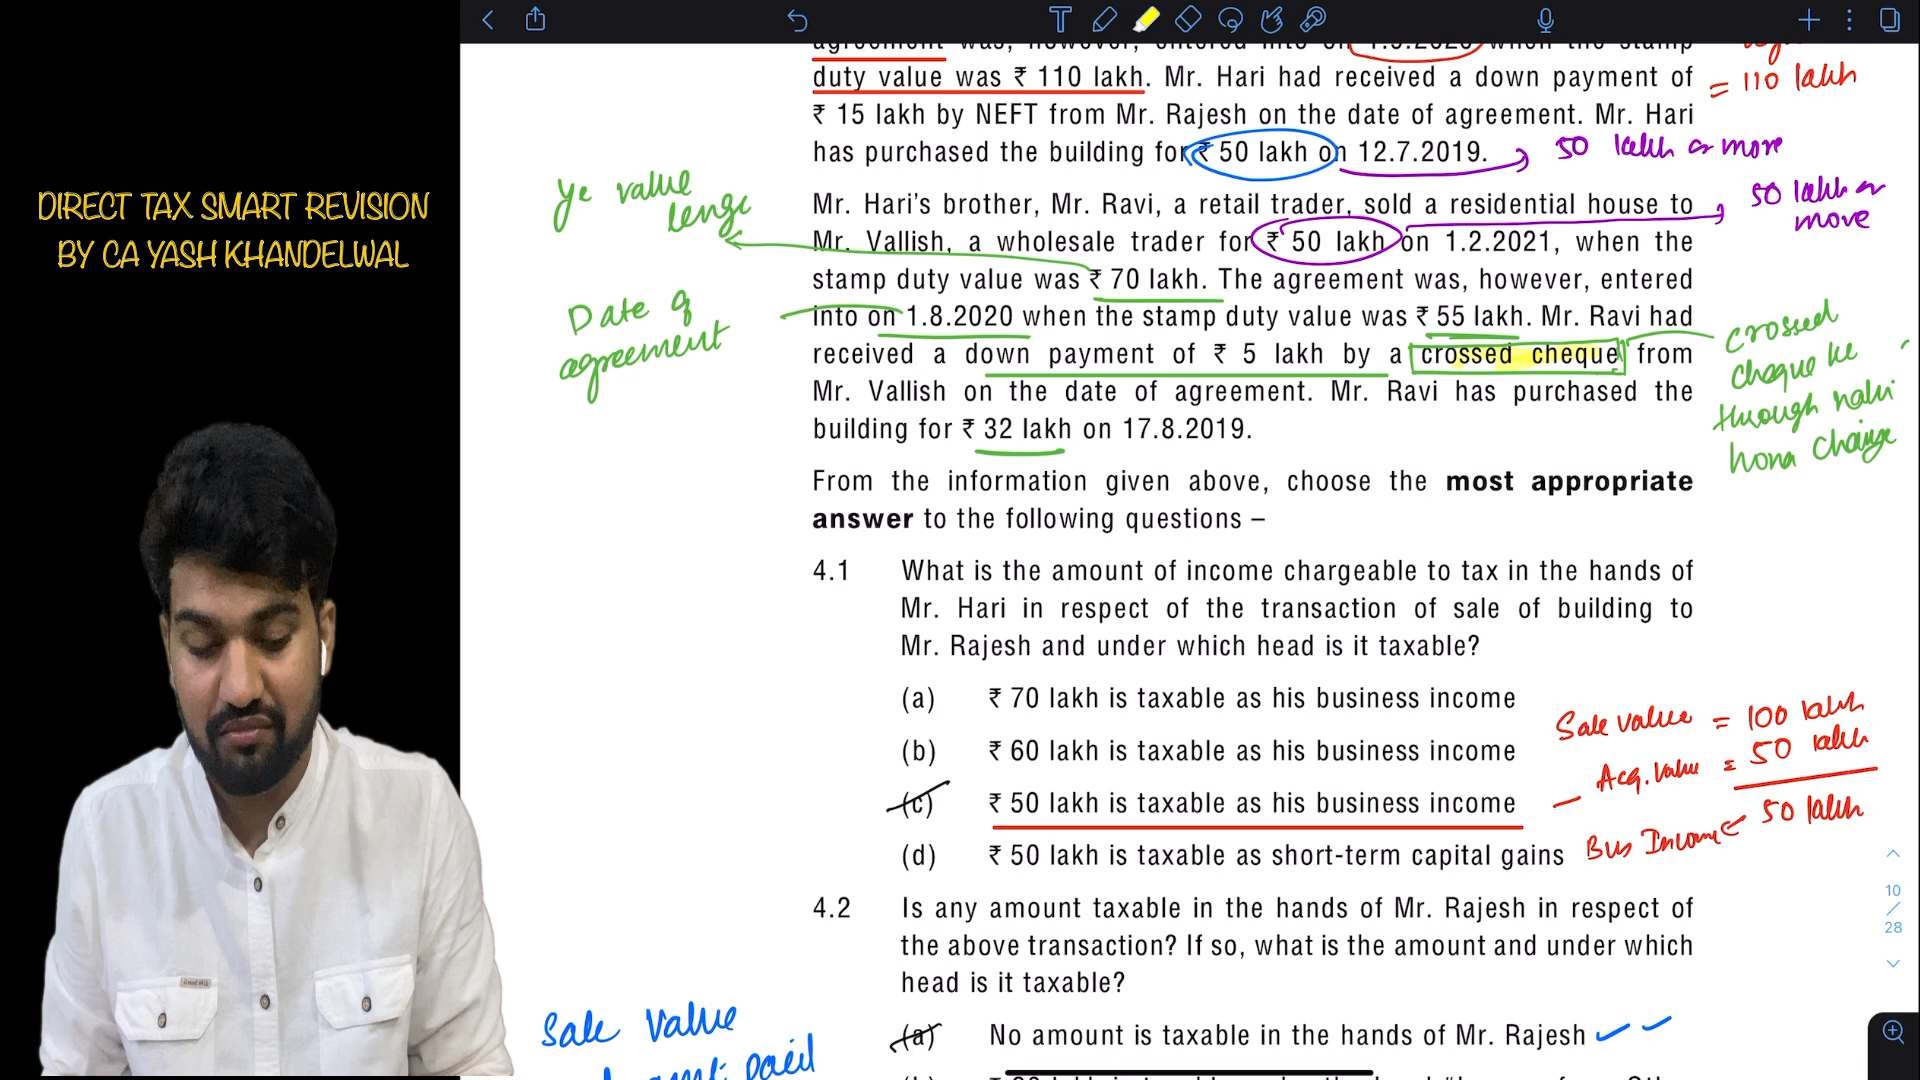 DIRECT TAX SMART REVISION
BY CA YASH KHANDELWAL
duty value was ₹ 110 lakh. Mr. Hari had received a down payment of
= 110 lakh
₹ 15 lakh by NEFT from Mr. Rajesh on the date of agreement. Mr. Hari
has purchased the building for ₹ 50 lakh on 12.7.2019.
50 lakh or more
Ye value
lenge
Mr. Hari's brother, Mr. Ravi, a retail trader, sold a residential house to
50 lakh or
more
Mr. Vallish, a wholesale trader for ₹ 50 lakh on 1.2.2021, when the
stamp duty value was ₹ 70 lakh. The agreement was, however, entered
Date of
agreement
into on 1.8.2020 when the stamp duty value was ₹ 55 lakh. Mr. Ravi had
received a down payment of ₹ 5 lakh by a crossed cheque from
crossed
cheque ke
through nahi
hona chaiye
Mr. Vallish on the date of agreement. Mr. Ravi has purchased the
building for ₹ 32 lakh on 17.8.2019.
From the information given above, choose the most appropriate
answer to the following questions –
4.1 What is the amount of income chargeable to tax in the hands of
Mr. Hari in respect of the transaction of sale of building to
Mr. Rajesh and under which head is it taxable?
(a) ₹ 70 lakh is taxable as his business income
(b) ₹ 60 lakh is taxable as his business income
(c) ₹ 50 lakh is taxable as his business income
(d) ₹ 50 lakh is taxable as short-term capital gains
Sale value = 100 lakh
– Acq. Value = 50 lakh
Bus Income = 50 lakh
10
/
28
4.2 Is any amount taxable in the hands of Mr. Rajesh in respect of
the above transaction? If so, what is the amount and under which
head is it taxable?
Sale Value
(a) No amount is taxable in the hands of Mr. Rajesh
paid